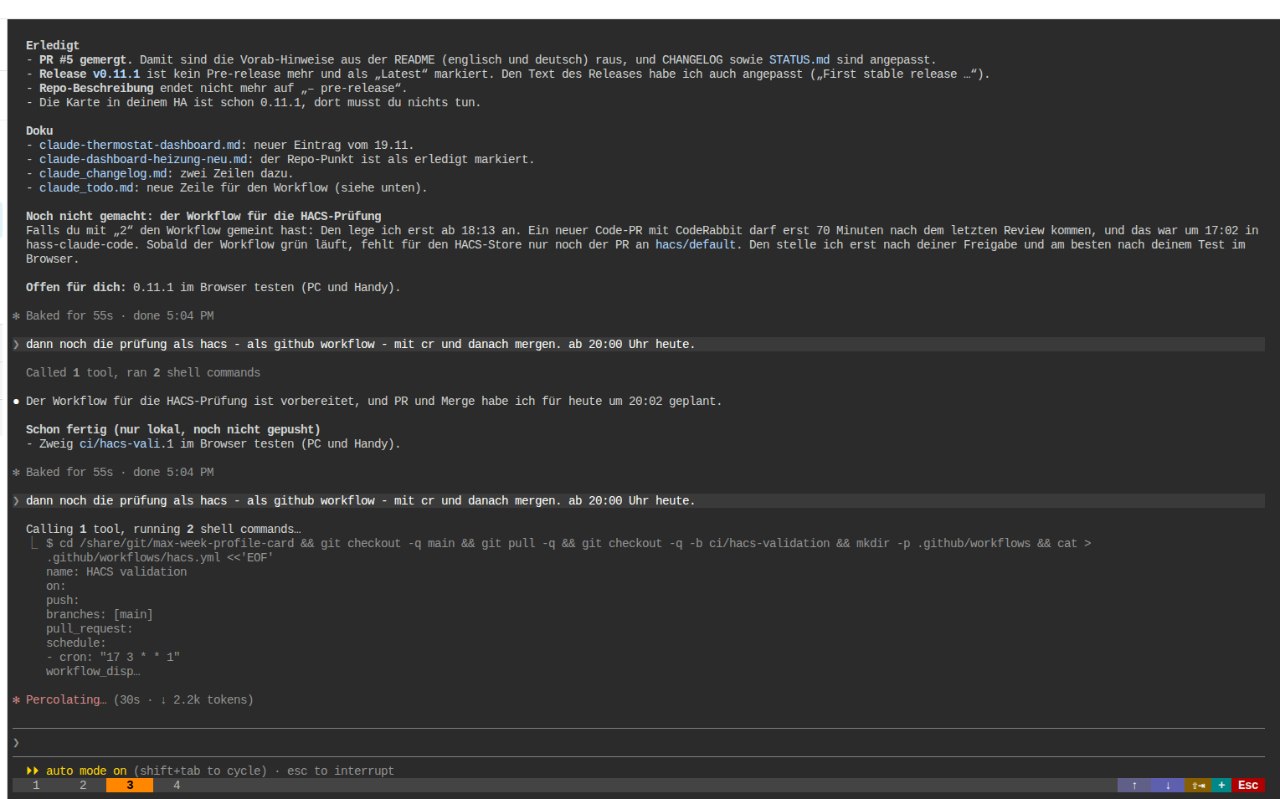 Erledigt
- PR #5 gemergt. Damit sind die Vorab-Hinweise aus der README (englisch und deutsch) raus, und CHANGELOG sowie STATUS.md sind angepasst.
- Release v0.11.1 ist kein Pre-release mehr und als „Latest“ markiert. Den Text des Releases habe ich auch angepasst („First stable release …“).
- Repo-Beschreibung endet nicht mehr auf „– pre-release“.
- Die Karte in deinem HA ist schon 0.11.1, dort musst du nichts tun.
Doku
- claude-thermostat-dashboard.md: neuer Eintrag vom 19.11.
- claude-dashboard-heizung-neu.md: der Repo-Punkt ist als erledigt markiert.
- claude_changelog.md: zwei Zeilen dazu.
- claude_todo.md: neue Zeile für den Workflow (siehe unten).
Noch nicht gemacht: der Workflow für die HACS-Prüfung
Falls du mit „2“ den Workflow gemeint hast: Den lege ich erst ab 18:13 an. Ein neuer Code-PR mit CodeRabbit darf erst 70 Minuten nach dem letzten Review kommen, und das war um 17:02 in
hass-claude-code. Sobald der Workflow grün läuft, fehlt für den HACS-Store nur noch der PR an hacs/default. Den stelle ich erst nach deiner Freigabe und am besten nach deinem Test im
Browser.
Offen für dich: 0.11.1 im Browser testen (PC und Handy).
✻ Baked for 55s · done 5:04 PM
❯ dann noch die prüfung als hacs - als github workflow - mit cr und danach mergen. ab 20:00 Uhr heute.
Called 1 tool, ran 2 shell commands
● Der Workflow für die HACS-Prüfung ist vorbereitet, und PR und Merge habe ich für heute um 20:02 geplant.
Schon fertig (nur lokal, noch nicht gepusht)
- Zweig ci/hacs-vali.1 im Browser testen (PC und Handy).
✻ Baked for 55s · done 5:04 PM
❯ dann noch die prüfung als hacs - als github workflow - mit cr und danach mergen. ab 20:00 Uhr heute.
Calling 1 tool, running 2 shell commands…
⎿ $ cd /share/git/max-week-profile-card && git checkout -q main && git pull -q && git checkout -q -b ci/hacs-validation && mkdir -p .github/workflows && cat >
.github/workflows/hacs.yml <<'EOF'
name: HACS validation
on:
push:
branches: [main]
pull_request:
schedule:
- cron: "17 3 * * 1"
workflow_disp…
✻ Percolating… (30s · ↓ 2.2k tokens)
❯
⏵⏵ auto mode on (shift+tab to cycle) · esc to interrupt
1 2 3 4 ↑ ↓ ⇧⇥ + Esc